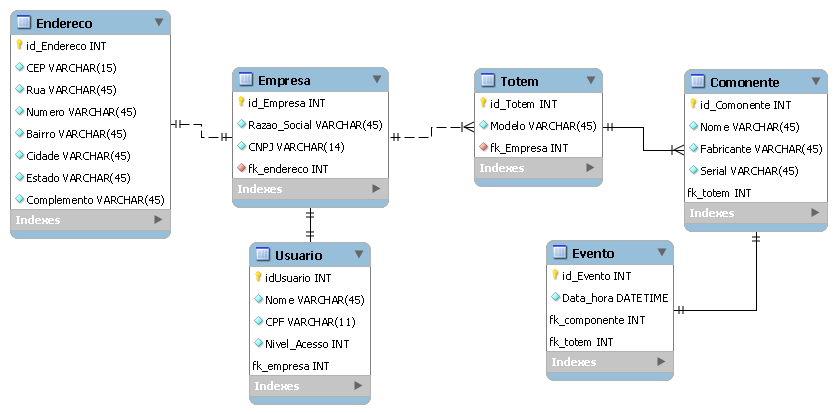 Endereco
id_Endereco INT
CEP VARCHAR(15)
Rua VARCHAR(45)
Numero VARCHAR(45)
Bairro VARCHAR(45)
Cidade VARCHAR(45)
Estado VARCHAR(45)
Complemento VARCHAR(45)
Indexes
Empresa
id_Empresa INT
Razao_Social VARCHAR(45)
CNPJ VARCHAR(14)
fk_endereco INT
Indexes
Usuario
idUsuario INT
Nome VARCHAR(45)
CPF VARCHAR(11)
Nivel_Acesso INT
fk_empresa INT
Indexes
Totem
id_Totem INT
Modelo VARCHAR(45)
fk_Empresa INT
Indexes
Comonente
id_Comonente INT
Nome VARCHAR(45)
Fabricante VARCHAR(45)
Serial VARCHAR(45)
fk_totem INT
Indexes
Evento
id_Evento INT
Data_hora DATETIME
fk_componente INT
fk_totem INT
Indexes